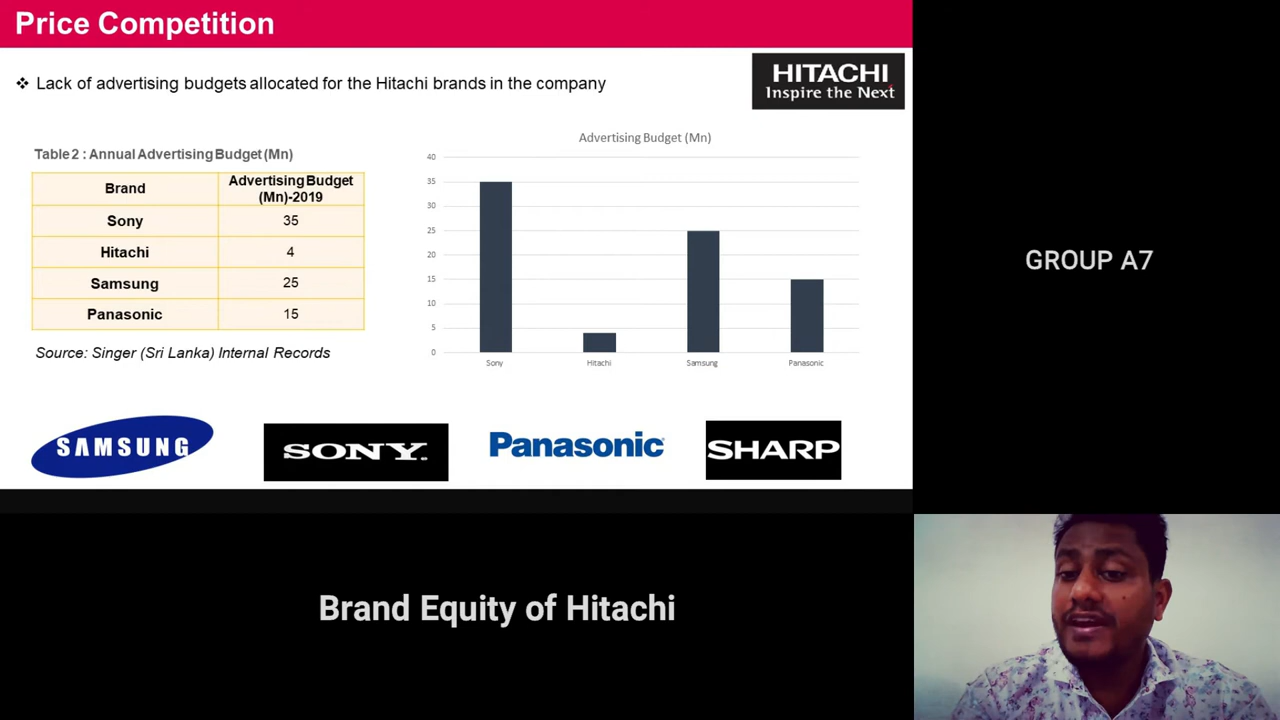 Price Competition
❖ Lack of advertising budgets allocated for the Hitachi brands in the company
HITACHI
Inspire the Next
Table 2 : Annual Advertising Budget (Mn)
Brand
Advertising Budget
(Mn)-2019
Sony 35
Hitachi 4
Samsung 25
Panasonic 15
Source: Singer (Sri Lanka) Internal Records
Advertising Budget (Mn)
40
35
30
25
20
15
10
5
0
Sony Hitachi Samsung Panasonic
SAMSUNG SONY. Panasonic SHARP
GROUP A7
Brand Equity of Hitachi